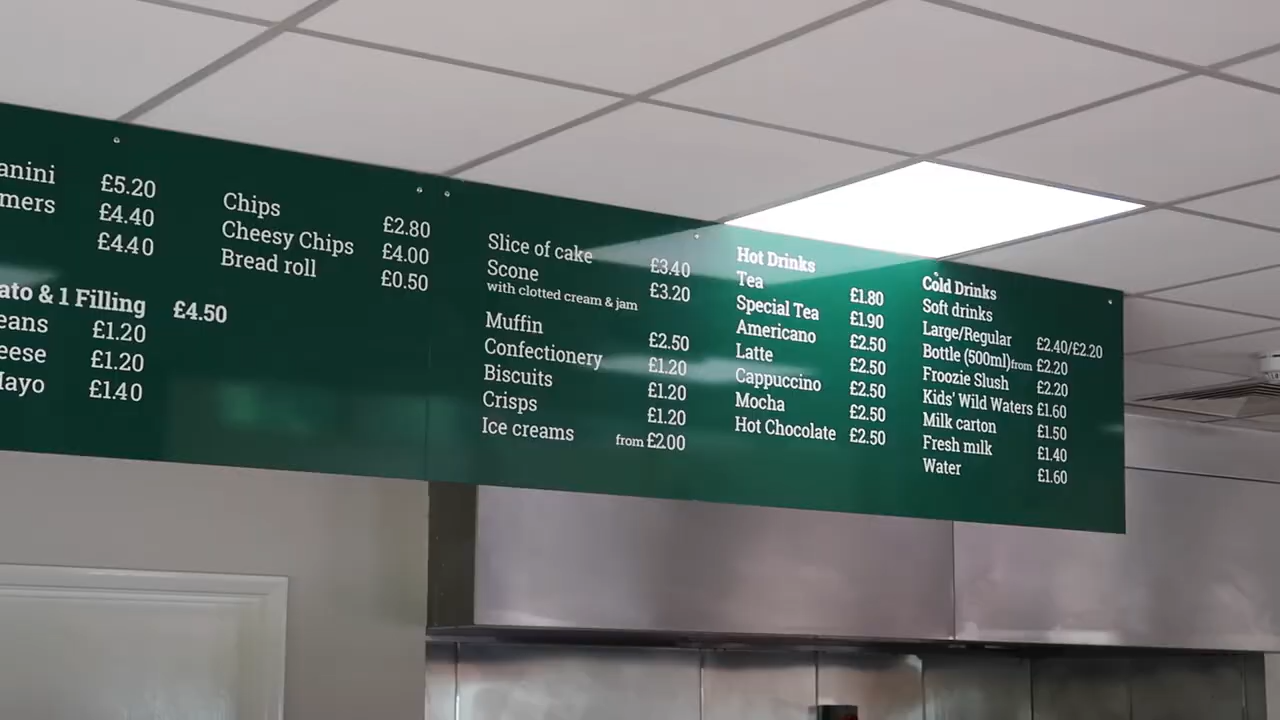 £5.20
£4.40
£4.40
& 1 Filling £4.50
£1.20
£1.20
£1.40
Chips £2.80
Cheesy Chips £4.00
Bread roll £0.50
Slice of cake £3.40
Scone £3.20
with clotted cream & jam
Muffin £2.50
Confectionery £1.20
Biscuits £1.20
Crisps £1.20
Ice creams from £2.00
Hot Drinks
Tea £1.80
Special Tea £1.90
Americano £2.50
Latte £2.50
Cappuccino £2.50
Mocha £2.50
Hot Chocolate £2.50
Cold Drinks
Soft drinks
Large/Regular £2.40/£2.20
Bottle (500ml) from £2.20
Froozie Slush £2.20
Kids' Wild Waters £1.60
Milk carton £1.50
Fresh milk £1.40
Water £1.60